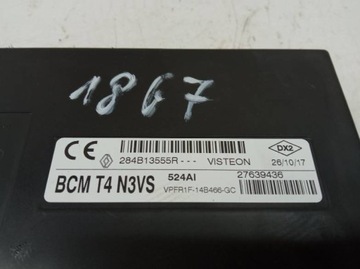 1867
CE
DX2
284B13555R--- VISTEON 26/10/17
BCM T4 N3VS 524AI 27639436
VPFR1F-14B466-GC